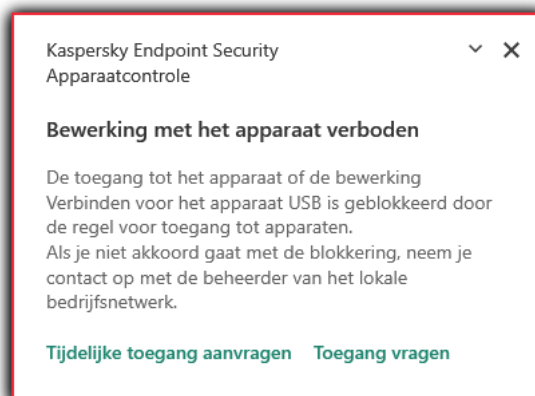 Kaspersky Endpoint Security
Apparaatcontrole
Bewerking met het apparaat verboden
De toegang tot het apparaat of de bewerking
Verbinden voor het apparaat USB is geblokkeerd door
de regel voor toegang tot apparaten.
Als je niet akkoord gaat met de blokkering, neem je
contact op met de beheerder van het lokale
bedrijfsnetwerk.
Tijdelijke toegang aanvragen Toegang vragen